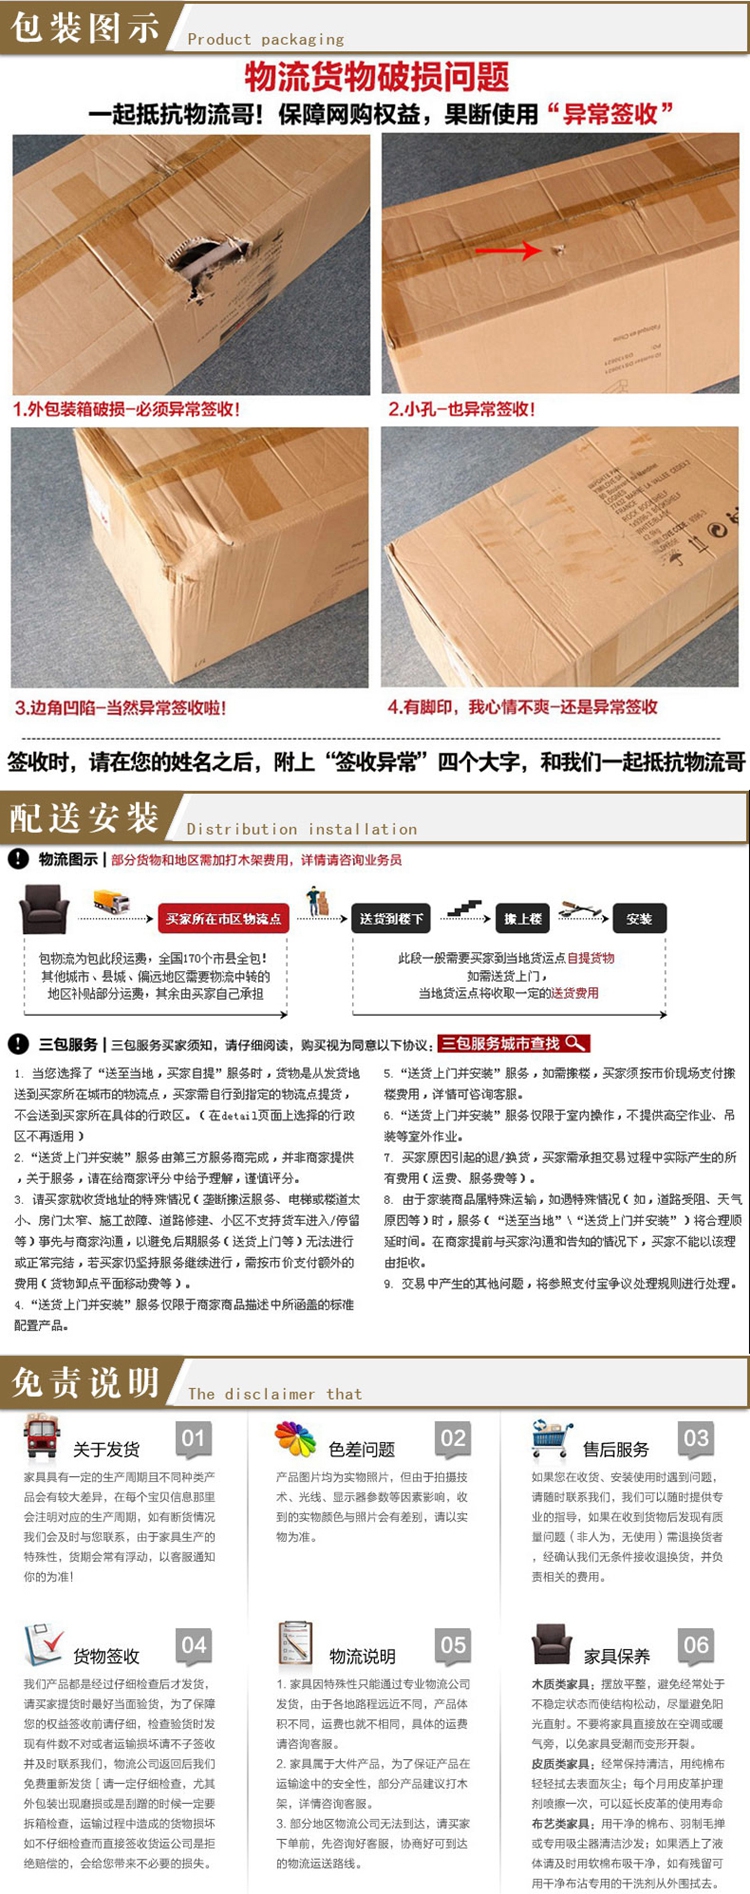 包装图示
Product packaging
物流货物破损问题
一起抵抗物流哥！保障网购权益，果断使用“异常签收”
Fabriqué en Chine
PO:
1.外包装箱破损-必须异常签收！
2.小孔-也异常签收！
FRANCE
3.边角凹陷-当然异常签收啦！
4.有脚印，我心情不爽-还是异常签收
签收时，请在您的姓名之后，附上“签收异常”四个大字，和我们一起抵抗物流哥
配送安装
Distribution installation
物流图示 | 部分货物和地区需加打木架费用，详情请咨询业务员
买家所在市区物流点
送货到楼下
搬上楼
安装
包物流为包此段运费，全国170个市县全包！
其他城市、县城、偏远地区需要物流中转的
地区补贴部分运费，其余由买家自己承担
此段一般需要买家到当地货运点自提货物
如需送货上门，
当地货运点将收取一定的送货费用
三包服务 | 三包服务买家须知，请仔细阅读，购买视为同意以下协议：
三包服务城市查找
1. 当您选择了“送至当地，买家自提”服务时，货物是从发货地
送到买家所在城市的物流点，买家需自行到指定的物流点提货，
不会送到买家所在具体的行政区。（在detail页面上选择的行政
区不再适用）
2. “送货上门并安装”服务由第三方服务商完成，并非商家提供
，关于服务，请在给商家评分中给予理解，谨慎评分。
3. 请买家就收货地址的特殊情况（垄断搬运服务、电梯或楼道太
小、房门太窄、施工故障、道路修建、小区不支持货车进入/停留
等）事先与商家沟通，以避免后期服务（送货上门等）无法进行
或正常完结，若买家仍坚持服务继续进行，需按市价支付额外的
费用（货物卸点平面移动费等）。
4. “送货上门并安装”服务仅限于商家商品描述中所涵盖的标准
配置产品。
5. “送货上门并安装”服务，如需搬楼，买家须按市价现场支付搬
楼费用，详情可咨询客服。
6. “送货上门并安装”服务仅限于室内操作，不提供高空作业、吊
装等室外作业。
7. 买家原因引起的退/换货，买家需承担交易过程中实际产生的所
有费用（运费、服务费等）。
8. 由于家装商品属特殊运输，如遇特殊情况（如，道路受阻、天气
原因等）时，服务（“送至当地”\“送货上门并安装”）将合理顺
延时间。在商家提前与买家沟通和告知的情况下，买家不能以该理
由拒收。
9. 交易中产生的其他问题，将参照支付宝争议处理规则进行处理。
免责说明
The disclaimer that
关于发货
01
家具具有一定的生产周期且不同种类产
品会有较大差异，在每个宝贝信息那里
会注明对应的生产周期，如有断货情况
我们会及时与您联系，由于家具生产的
特殊性，货期会常有浮动，以客服通知
你的为准！
色差问题
02
产品图片均为实物照片，但由于拍摄技
术、光线、显示器参数等因素影响，收
到的实物颜色与照片会有差别，请以实
物为准。
售后服务
03
如果您在收货、安装使用时遇到问题，
请随时联系我们，我们可以随时提供专
业的指导，如果在收到货物后发现有质
量问题（非人为，无使用）需退换货者
，经确认我们无条件接收退换货，并负
责相关的费用。
货物签收
04
我们产品都是经过仔细检查后才发货，
请买家提货时最好当面验货，为了保障
您的权益签收前请仔细，检查验货时发
现有件数不对或者运输损坏请不子签收
并及时联系我们，物流公司返回后我们
免费重新发货 [ 请一定仔细检查，尤其
外包装出现磨损或是刮蹭的时候一定要
拆箱检查，运输过程中造成的货物损坏
如不仔细检查而直接签收货运公司是拒
绝赔偿的，会给您带来不必要的损失。
物流说明
05
1. 家具因特殊性只能通过专业物流公司
发货，由于各地路程远近不同，产品体
积不同，运费也就不相同，具体的运费
请咨询客服。
2. 家具属于大件产品，为了保证产品在
运输途中的安全性，部分产品建议打木
架，详情咨询客服。
3. 部分地区物流公司无法到达，请买家
下单前，先咨询好客服，协商好可到达
的物流运送路线。
家具保养
06
木质类家具：摆放平整，避免经常处于
不稳定状态而使结构松动，尽量避免阳
光直射。不要将家具直接放在空调或暖
气旁，以免家具受潮而变形开裂。
皮质类家具：经常保持清洁，用纯棉布
轻轻拭去表面灰尘；每个月用皮革护理
剂喷擦一次，可以延长皮革的使用寿命
布艺类家具：用干净的棉布、羽制毛掸
或专用吸尘器清洁沙发；如果洒上了液
体请及时用软棉布吸干净，如有残留可
用干净布沾专用的干洗剂从外围拭去。